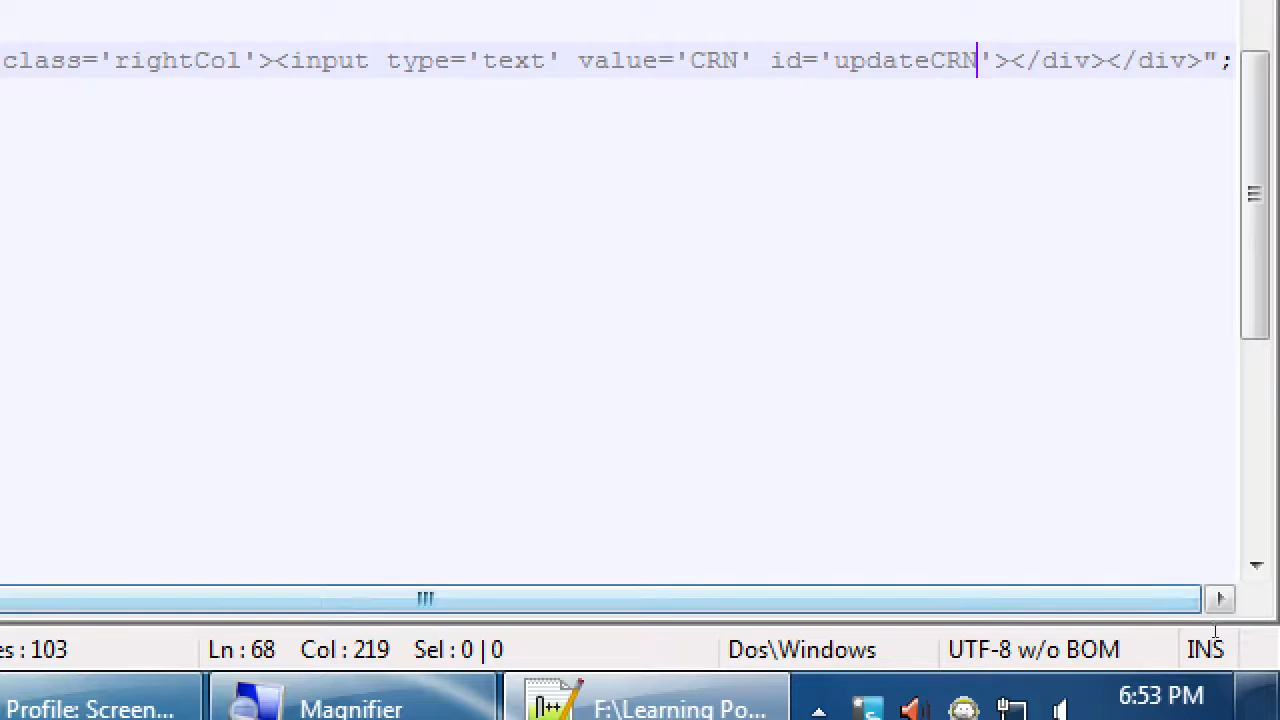 class='rightCol'><input type='text' value='CRN' id='updateCRN'></div></div>";
es : 103 Ln : 68 Col : 219 Sel : 0 | 0 Dos\Windows UTF-8 w/o BOM INS
Profile: Screen... Magnifier F:\Learning Po... 6:53 PM